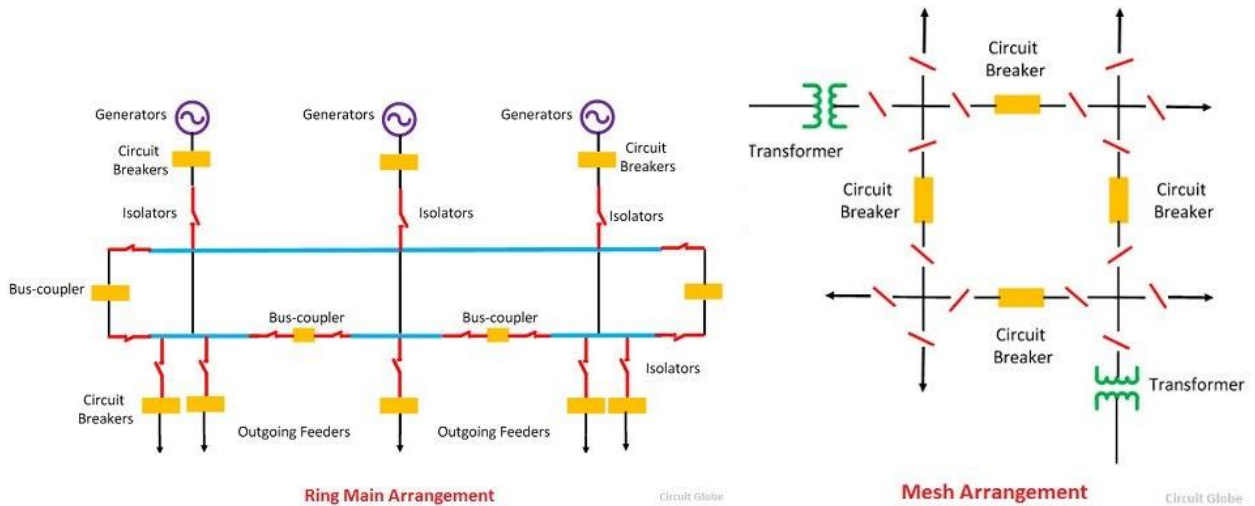 Generators
Generators
Generators
Circuit
Breakers
Circuit
Breakers
Isolators
Isolators
Isolators
Bus-coupler
Bus-coupler
Bus-coupler
Isolators
Circuit
Breakers
Outgoing Feeders
Outgoing Feeders
Ring Main Arrangement
Circuit Globe
Circuit
Breaker
Transformer
Circuit
Breaker
Circuit
Breaker
Circuit
Breaker
Transformer
Mesh Arrangement
Circuit Globe